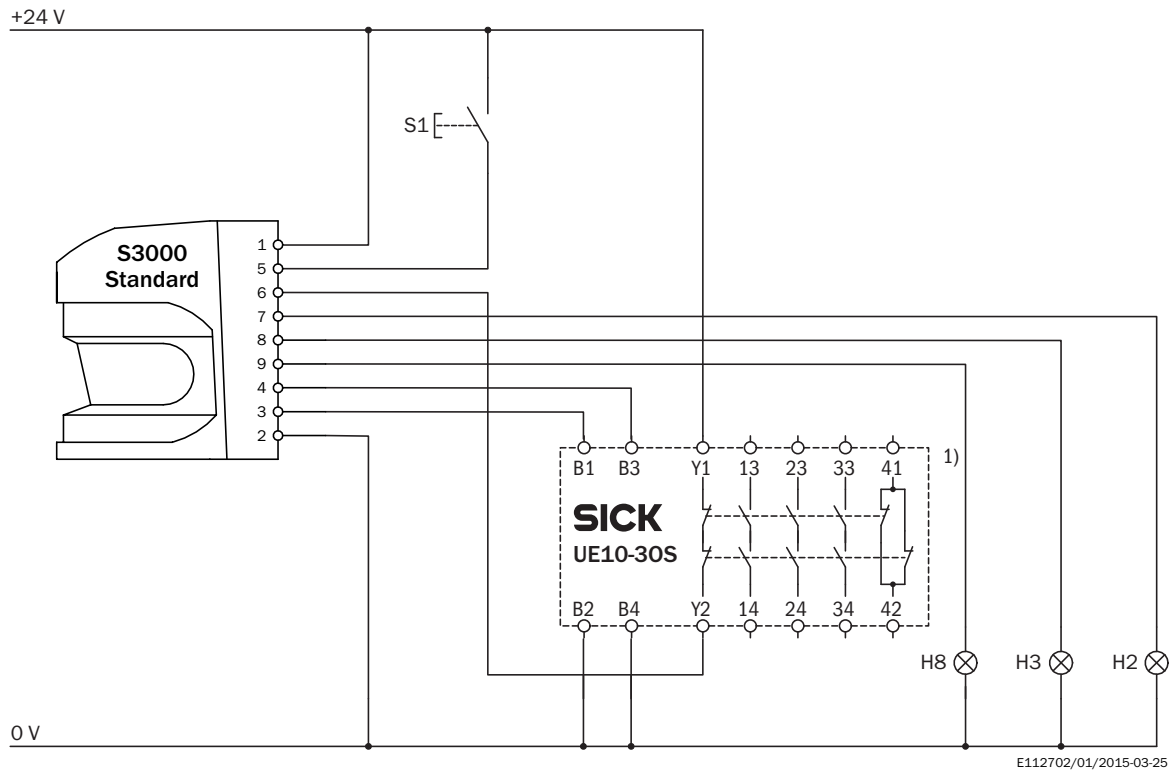 +24 V
S1
S3000
Standard
1
5
6
7
8
9
4
3
2
B1 B3 Y1 13 23 33 41 1)
SICK
UE10-30S
B2 B4 Y2 14 24 34 42
H8 H3 H2
0 V
E112702/01/2015-03-25